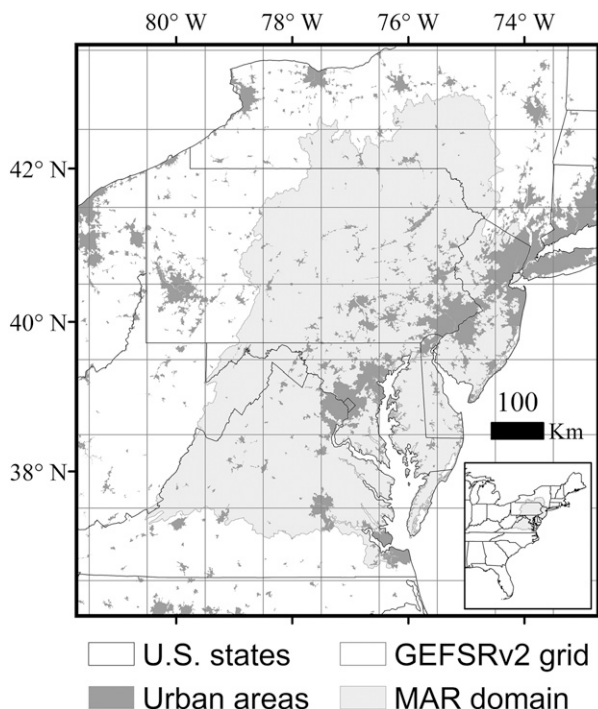 80° W 78° W 76° W 74° W
42° N
40° N
38° N
100
Km
U.S. states GEFSRv2 grid
Urban areas MAR domain